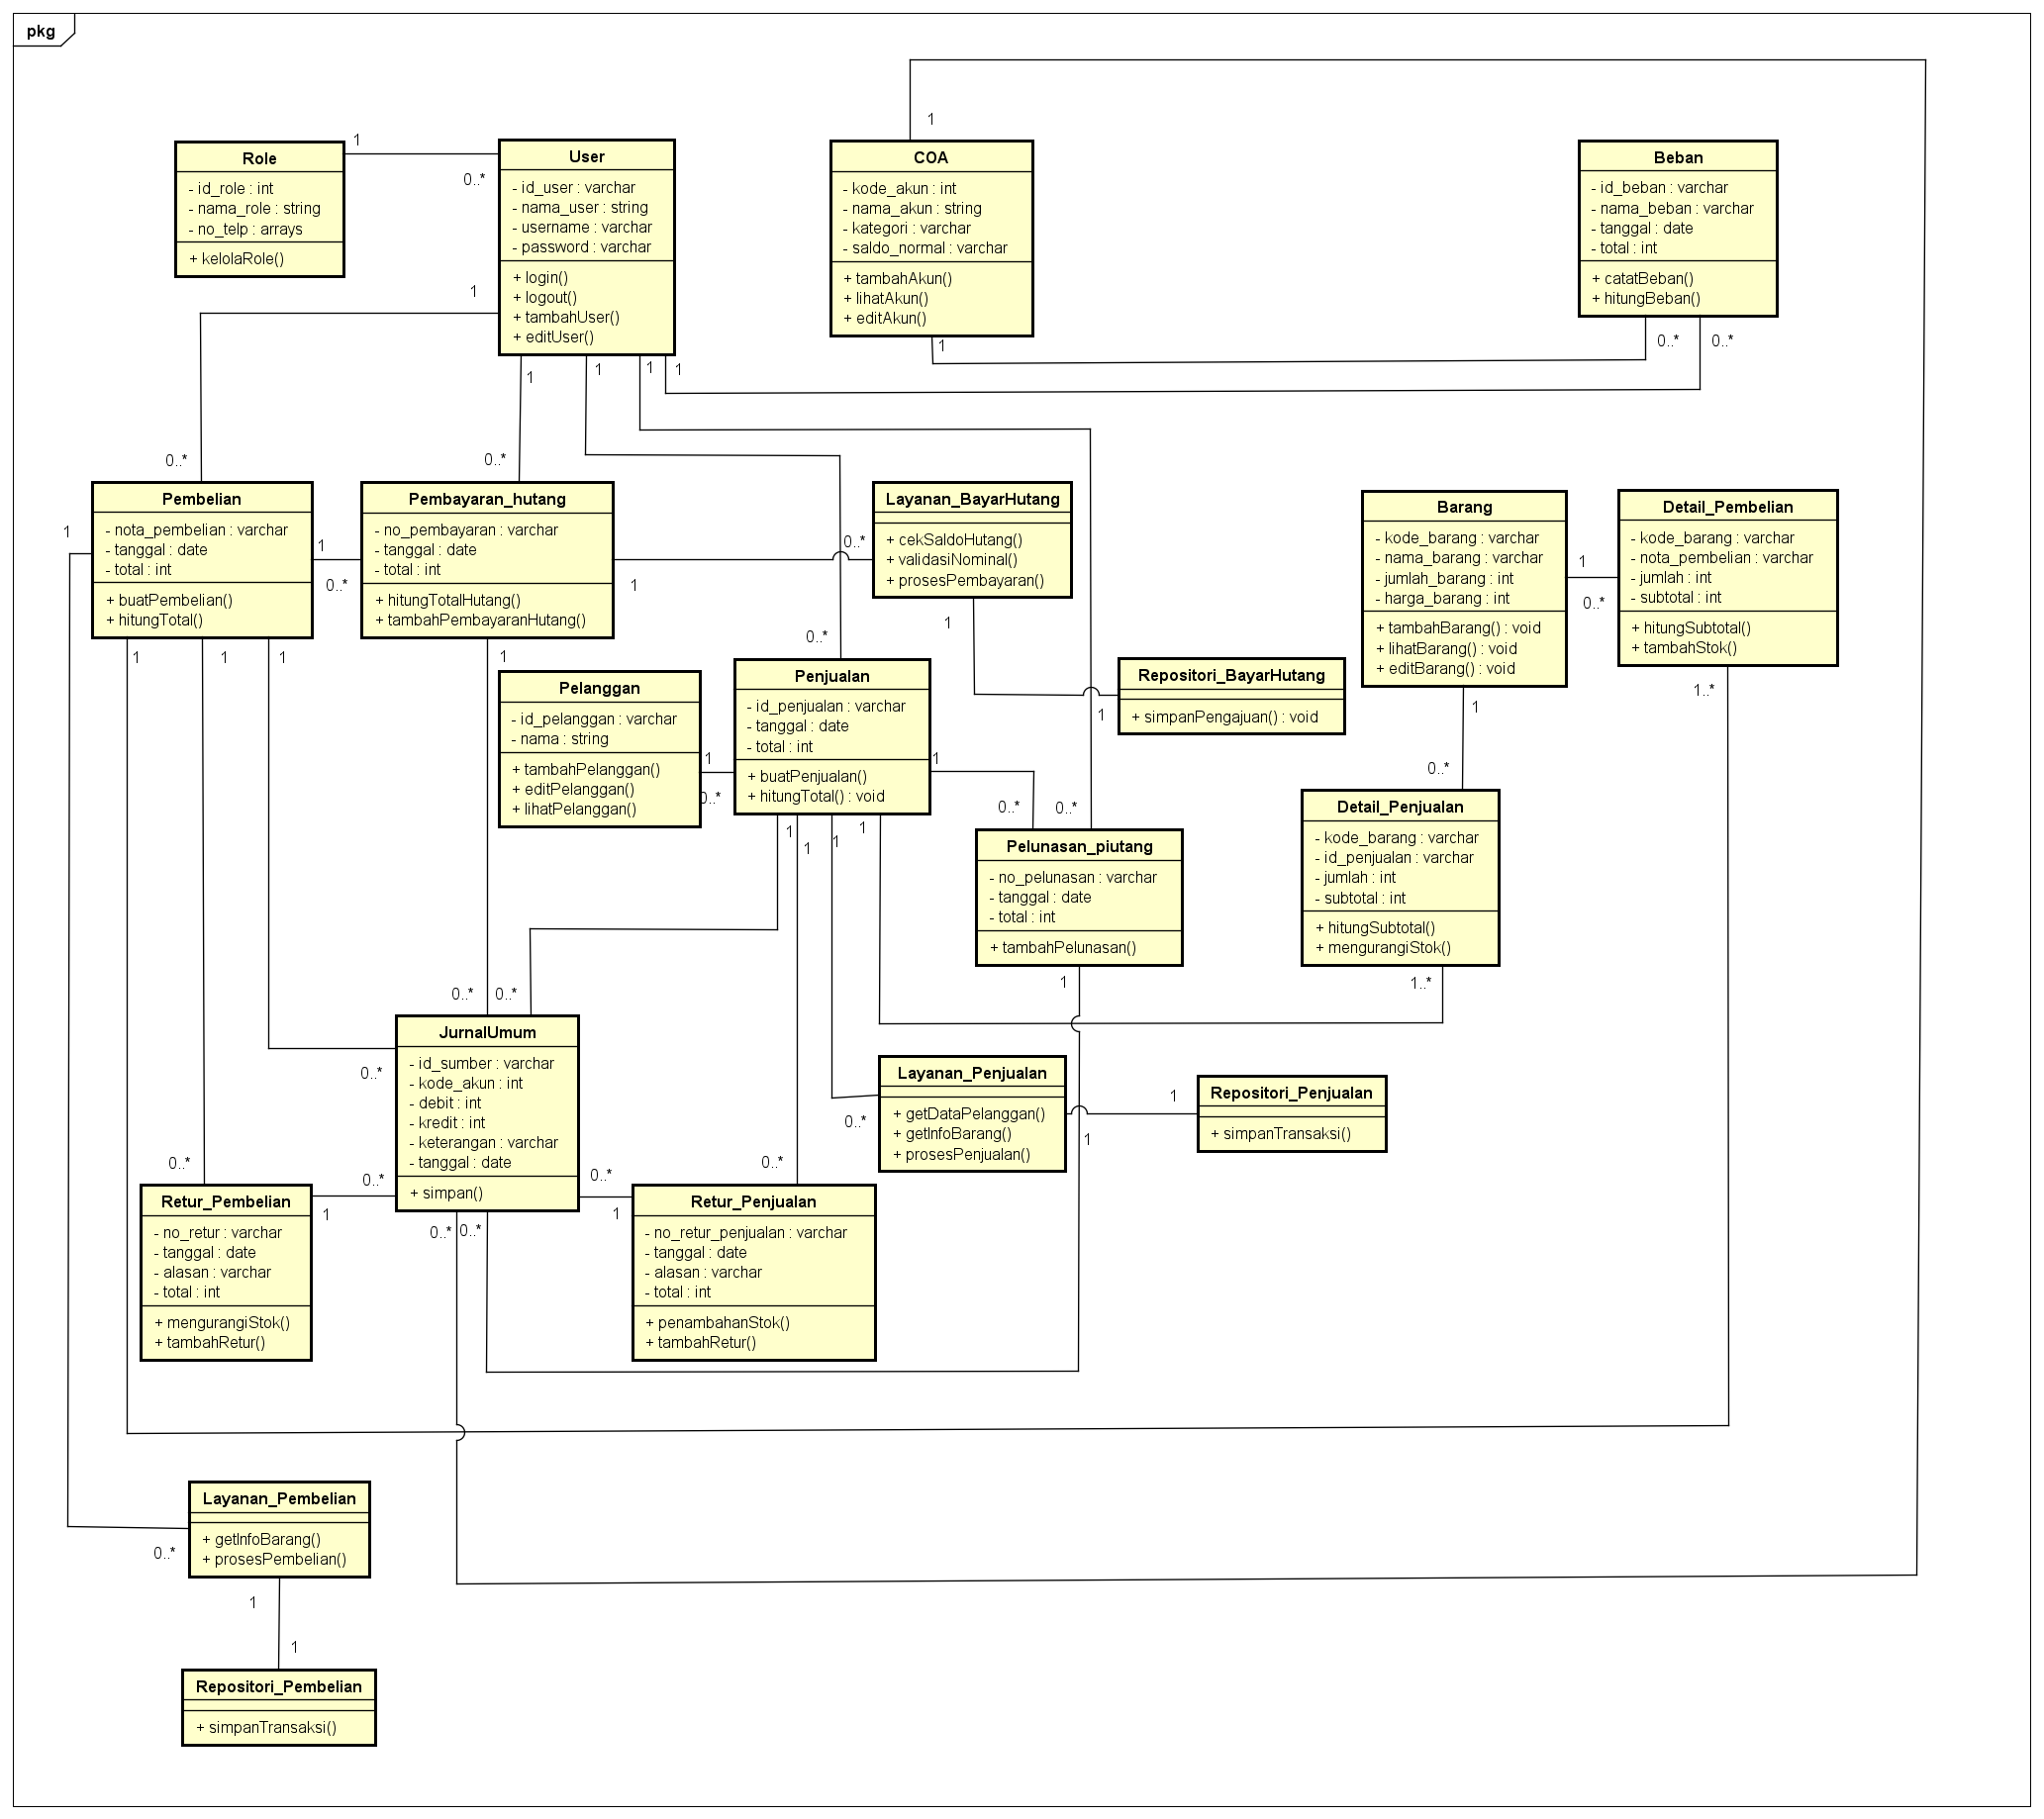 pkg
1
Role
- id_role : int
- nama_role : string
- no_telp : arrays
+ kelolaRole()
1
0..*
User
- id_user : varchar
- nama_user : string
- username : varchar
- password : varchar
+ login()
+ logout()
+ tambahUser()
+ editUser()
1
1
1
1
1
COA
- kode_akun : int
- nama_akun : string
- kategori : varchar
- saldo_normal : varchar
+ tambahAkun()
+ lihatAkun()
+ editAkun()
1
Beban
- id_beban : varchar
- nama_beban : varchar
- tanggal : date
- total : int
+ catatBeban()
+ hitungBeban()
0..*
0..*
0..*
0..*
Pembelian
- nota_pembelian : varchar
- tanggal : date
- total : int
+ buatPembelian()
+ hitungTotal()
1
1
0..*
1
1
1
Pembayaran_hutang
- no_pembayaran : varchar
- tanggal : date
- total : int
+ hitungTotalHutang()
+ tambahPembayaranHutang()
1
0..*
1
Layanan_BayarHutang
+ cekSaldoHutang()
+ validasiNominal()
+ prosesPembayaran()
1
Barang
- kode_barang : varchar
- nama_barang : varchar
- jumlah_barang : int
- harga_barang : int
+ tambahBarang() : void
+ lihatBarang() : void
+ editBarang() : void
1
0..*
1
Detail_Pembelian
- kode_barang : varchar
- nota_pembelian : varchar
- jumlah : int
- subtotal : int
+ hitungSubtotal()
+ tambahStok()
1..*
Pelanggan
- id_pelanggan : varchar
- nama : string
+ tambahPelanggan()
+ editPelanggan()
+ lihatPelanggan()
1
0..*
0..*
Penjualan
- id_penjualan : varchar
- tanggal : date
- total : int
+ buatPenjualan()
+ hitungTotal() : void
1
1
1
1
1
Repositori_BayarHutang
+ simpanPengajuan() : void
1
0..*
0..*
Pelunasan_piutang
- no_pelunasan : varchar
- tanggal : date
- total : int
+ tambahPelunasan()
1
0..*
Detail_Penjualan
- kode_barang : varchar
- id_penjualan : varchar
- jumlah : int
- subtotal : int
+ hitungSubtotal()
+ mengurangiStok()
1..*
0..*
0..*
JurnalUmum
- id_sumber : varchar
- kode_akun : int
- debit : int
- kredit : int
- keterangan : varchar
- tanggal : date
+ simpan()
0..*
0..*
0..*
0..*
0..*
Layanan_Penjualan
+ getDataPelanggan()
+ getInfoBarang()
+ prosesPenjualan()
0..*
1
1
Repositori_Penjualan
+ simpanTransaksi()
0..*
Retur_Pembelian
- no_retur : varchar
- tanggal : date
- alasan : varchar
- total : int
+ mengurangiStok()
+ tambahRetur()
1
0..*
1
Retur_Penjualan
- no_retur_penjualan : varchar
- tanggal : date
- alasan : varchar
- total : int
+ penambahanStok()
+ tambahRetur()
Layanan_Pembelian
+ getInfoBarang()
+ prosesPembelian()
0..*
1
1
Repositori_Pembelian
+ simpanTransaksi()